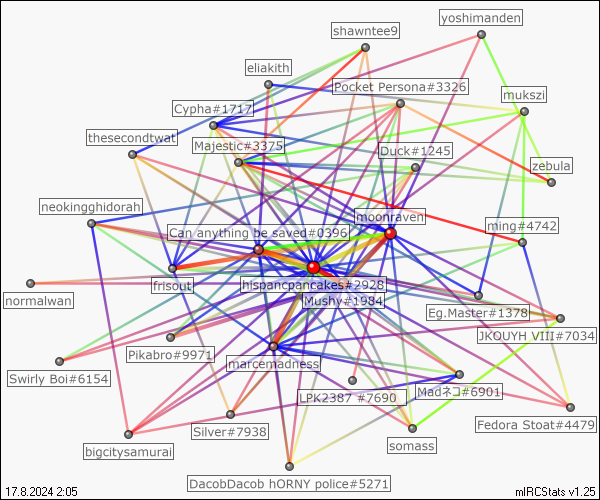 yoshimanden
shawntee9
eliakith
Pocket Persona#3326
mukszi
Cypha#1717
thesecondtwat
Majestic#3375
Duck#1245
zebula
neokingghidorah
moonraven
Can anything be saved#0396
ming#4742
frisout
hispancpancakes#2928
normalwan
Mushy#1984
Eg.Master#1378
JKQUYH VIII#7034
Pikabro#9971
marcemadness
Swirly Boi#6154
LPK2387 #7690
Madネコ#6901
Silver#7938
Fedora Stoat#4479
bigcitysamurai
somass
DacobDacob hORNY police#5271
17.8.2024 2:05
mIRCStats v1.25